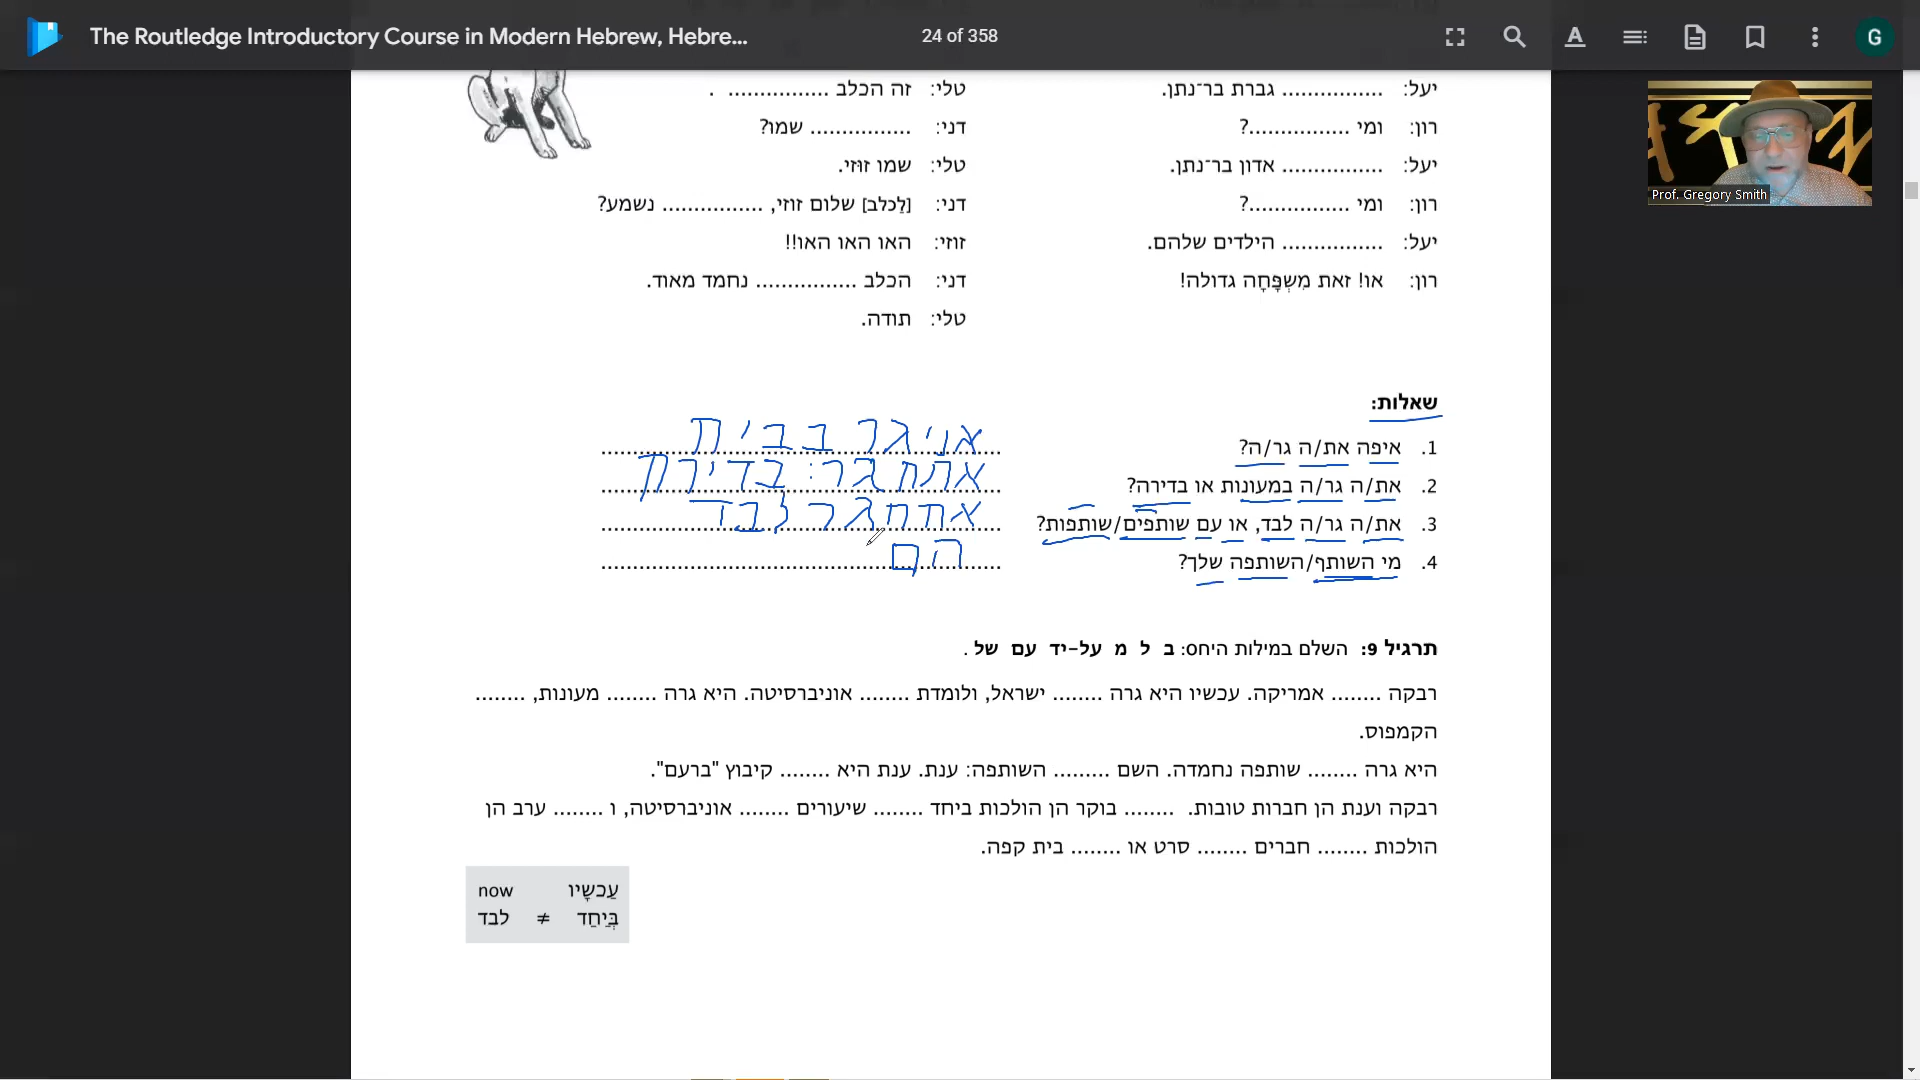 The Routledge Introductory Course in Modern Hebrew, Hebre...
24 of 358
A
G
Prof. Gregory Smith
יעל: ................ גברת בר־נתן.
רון: ומי ................?
יעל: ................ אדון בר־נתן.
רון: ומי ................?
יעל: ................ הילדים שלהם.
רון: או! זאת מִשְפָּחָה גדולה!
טלי: זה הכלב ................ .
דני: ................ שמו?
טלי: שמו זוּזי.
דני: [לַכלב] שלום זוזי, ................ נשמע?
זוזי: האו האו האו!!
דני: הכלב ................ נחמד מאוד.
טלי: תודה.
שאלות:
1. איפה את/ה גר/ה?
אני גר בבית
2. את/ה גר/ה במעונות או בדירה?
אתה גר: בדירה
3. את/ה גר/ה לבד, או עם שותפים/שותפות?
אתה גר לבד
4. מי השותף/השותפה שלך?
הם
תרגיל 9: השלם במילות היחס: ב ל מ על-יד עם של .
רבקה ........ אמריקה. עכשיו היא גרה ........ ישראל, ולומדת ........ אוניברסיטה. היא גרה ........ מעונות, ........
הקמפוס.
היא גרה ........ שותפה נחמדה. השם ......... השותפה: ענת. ענת היא ........ קיבוץ "ברעם".
רבקה וענת הן חברות טובות. ........ בוקר הן הולכות ביחד ........ שיעורים ........ אוניברסיטה, ו ........ ערב הן
הולכות ........ חברים ........ סרט או ........ בית קפה.
עַכשָיו now
בְּיַחַד ≠ לבד